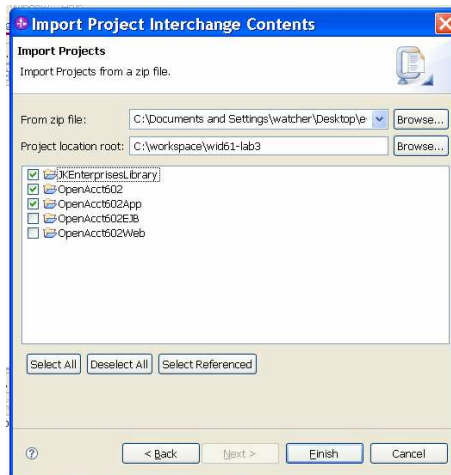 Import Project Interchange Contents
Import Projects
Import Projects from a zip file.
From zip file: C:\Documents and Settings\watcher\Desktop\e Browse...
Project location root: C:\workspace\wid61-lab3 Browse...
JKEnterprisesLibrary
OpenAcct602
OpenAcct602App
OpenAcct602EJB
OpenAcct602Web
Select All Deselect All Select Referenced
? < Back Next > Finish Cancel